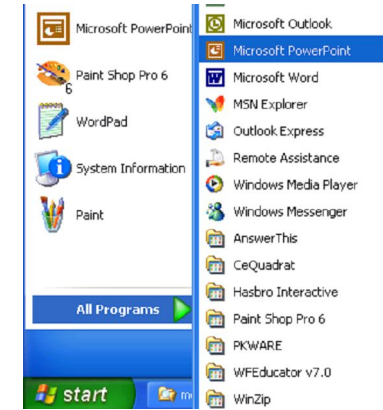 Microsoft PowerPoint
Paint Shop Pro 6
6
WordPad
System Information
Paint
All Programs
start
Microsoft Outlook
Microsoft PowerPoint
Microsoft Word
MSN Explorer
Outlook Express
Remote Assistance
Windows Media Player
Windows Messenger
AnswerThis
CeQuadrat
Hasbro Interactive
Paint Shop Pro 6
PKWARE
WFEducator v7.0
WinZip